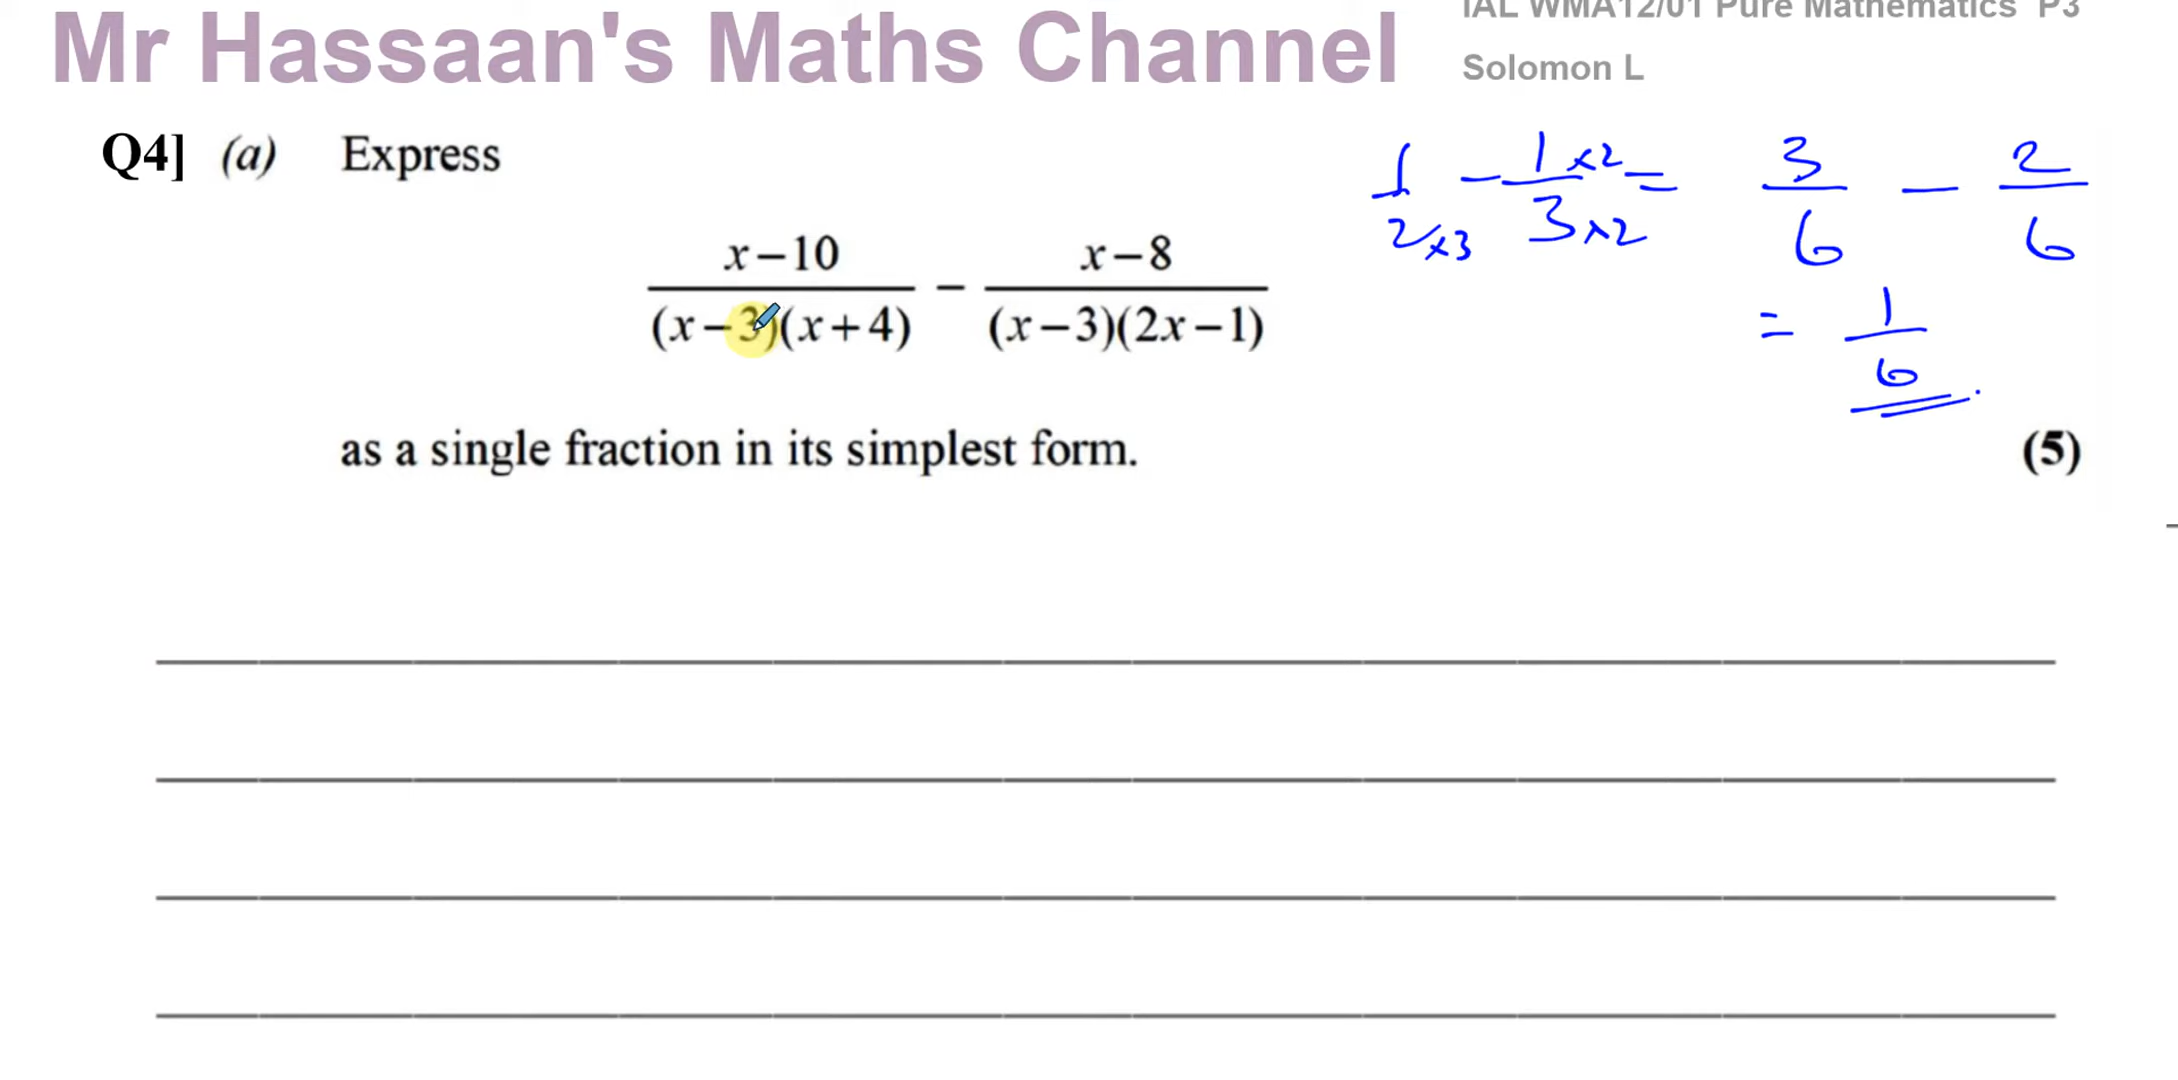 Mr Hassaan's Maths Channel
IAL WMA12/01 Pure Mathematics P3
Solomon L
Q4] (a) Express
x−10 / (x−3)(x+4) − x−8 / (x−3)(2x−1)
1/2×3 − 1×2/3×2 = 3/6 − 2/6
= 1/6
as a single fraction in its simplest form. (5)